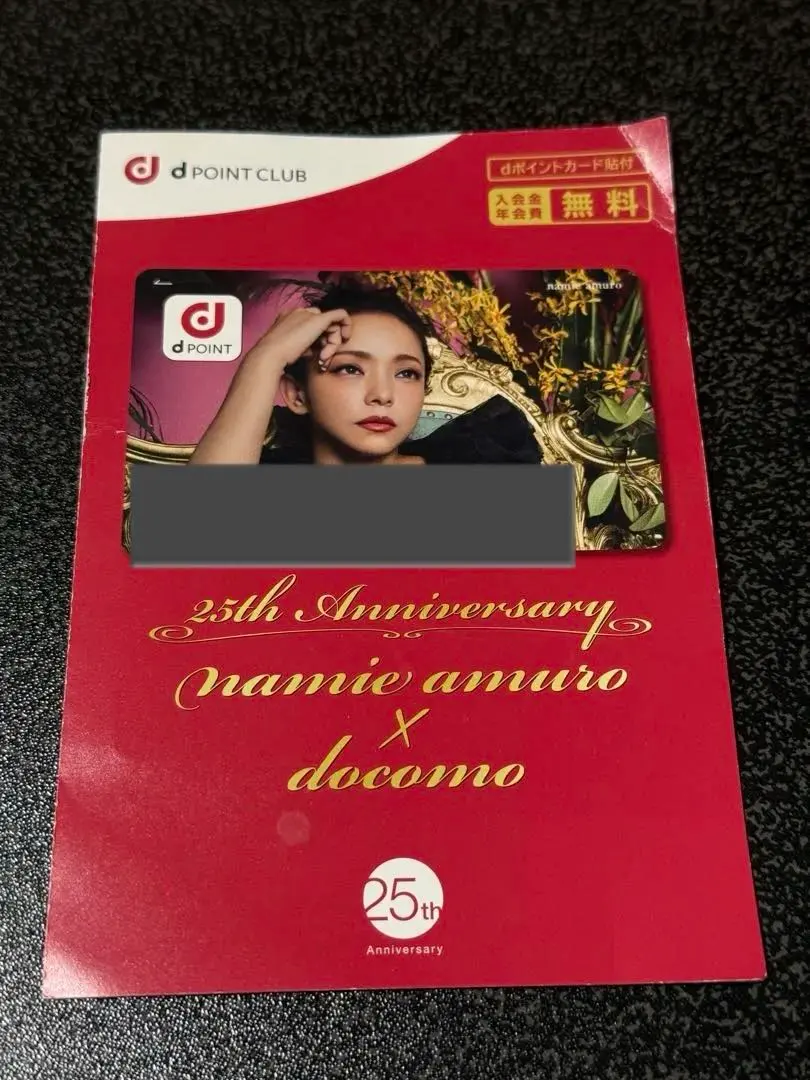 d POINT CLUB
dポイントカード貼付
入会金
年会費
無料
namie amuro
d POINT
25th Anniversary
namie amuro
×
docomo
25th
Anniversary